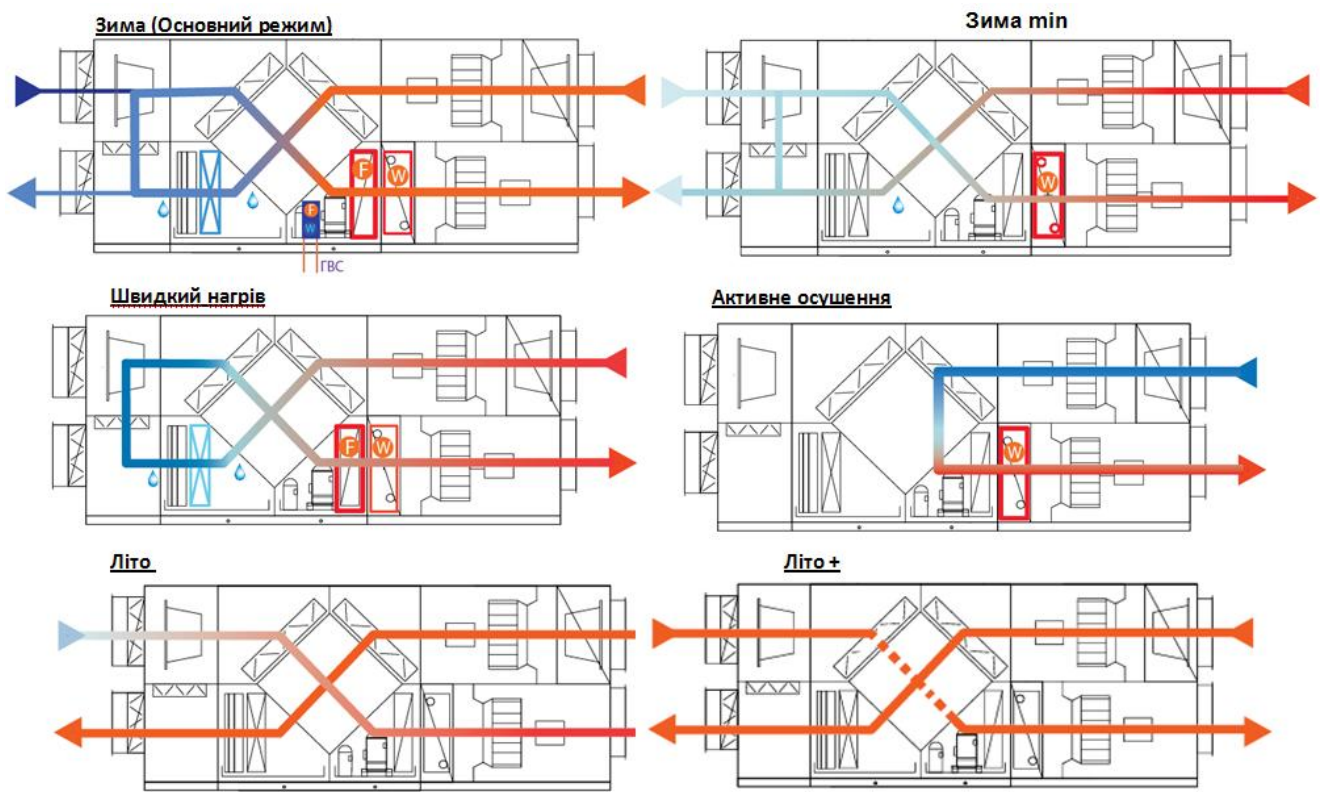 Зима (Основний режим)
Зима min
F
W
F
W
ГВС
W
Швидкий нагрів
Активне осушення
F
W
W
Літо
Літо +